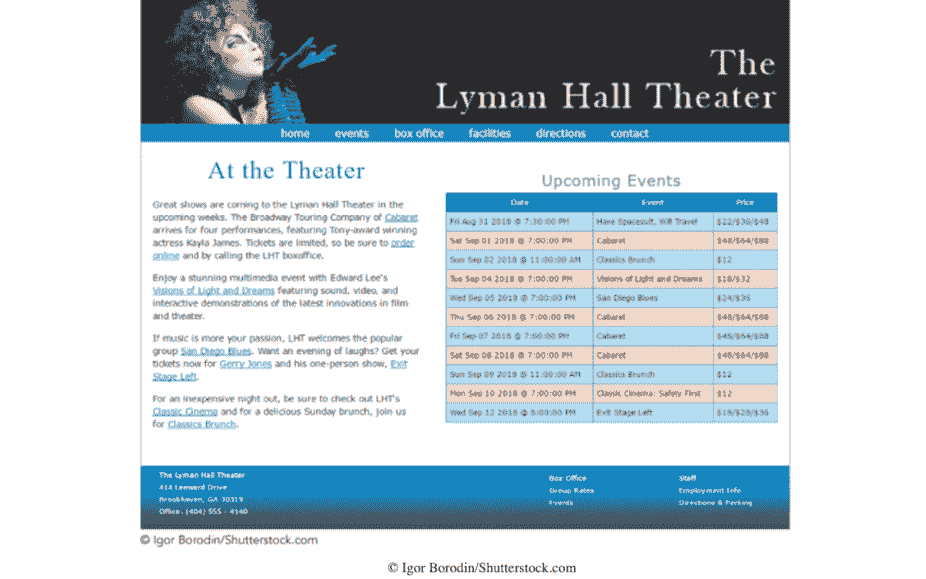 The
Lyman Hall Theater
home events box office facilities directions contact
At the Theater
Great shows are coming to the Lyman Hall Theater in the
upcoming weeks. The Broadway Touring Company of Cabaret
arrives for four performances, featuring Tony-award winning
actress Kayla James. Tickets are limited, so be sure to order
online and by calling the LHT boxoffice.
Enjoy a stunning multimedia event with Edward Lee's
Visions of Light and Dreams featuring sound, video, and
interactive demonstrations of the latest innovations in film
and theater.
If music is more your passion, LHT welcomes the popular
group San Diego Blues. Want an evening of laughs? Get your
tickets now for Gerry Jones and his one-person show, Exit
Stage Left.
For an inexpensive night out, be sure to check out LHT's
Classic Cinema and for a delicious Sunday brunch, join us
for Classics Brunch.
Upcoming Events
Date Event Price
Fri Aug 31 2018 @ 7:30:00 PM Have Spacesuit, Will Travel $22/$36/$48
Sat Sep 01 2018 @ 7:00:00 PM Cabaret $48/$64/$88
Sun Sep 02 2018 @ 11:00:00 AM Classics Brunch $12
Tue Sep 04 2018 @ 7:00:00 PM Visions of Light and Dreams $18/$32
Wed Sep 05 2018 @ 7:00:00 PM San Diego Blues $24/$36
Thu Sep 06 2018 @ 7:00:00 PM Cabaret $48/$64/$88
Fri Sep 07 2018 @ 7:00:00 PM Cabaret $48/$64/$88
Sat Sep 08 2018 @ 7:00:00 PM Cabaret $48/$64/$88
Sun Sep 09 2018 @ 11:00:00 AM Classics Brunch $12
Mon Sep 10 2018 @ 7:00:00 PM Classic Cinema: Safety First $12
Wed Sep 12 2018 @ 8:00:00 PM Exit Stage Left $18/$28/$36
The Lyman Hall Theater
414 Leeward Drive
Brookhaven, GA 30319
Office: (404) 555 - 4140
Box Office
Group Rates
Events
Staff
Employment Info
Directions & Parking
© Igor Borodin/Shutterstock.com
© Igor Borodin/Shutterstock.com